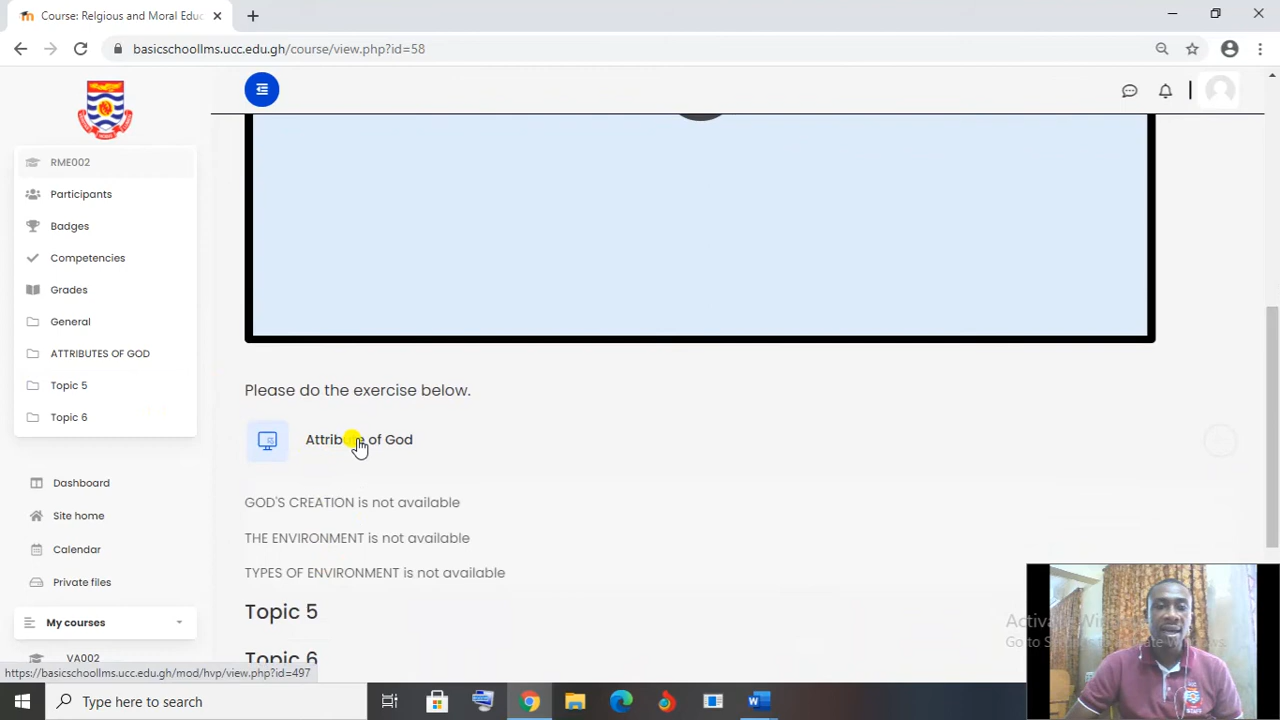 Course: Relgious and Moral Educ
basicschoollms.ucc.edu.gh/course/view.php?id=58
RME002
Participants
Badges
Competencies
Grades
General
ATTRIBUTES OF GOD
Topic 5
Topic 6
Dashboard
Site home
Calendar
Private files
My courses
VA002
Please do the exercise below.
Attributes of God
GOD'S CREATION is not available
THE ENVIRONMENT is not available
TYPES OF ENVIRONMENT is not available
Topic 5
Topic 6
https://basicschoollms.ucc.edu.gh/mod/hvp/view.php?id=497
Type here to search